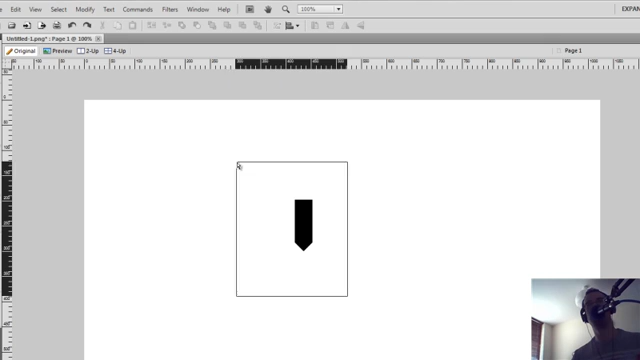 e View Select Modify Text Commands Filters Window Help 100% EXPAN
Untitled-1.png* : Page 1 @ 100%
Original Preview 2-Up 4-Up Page 1